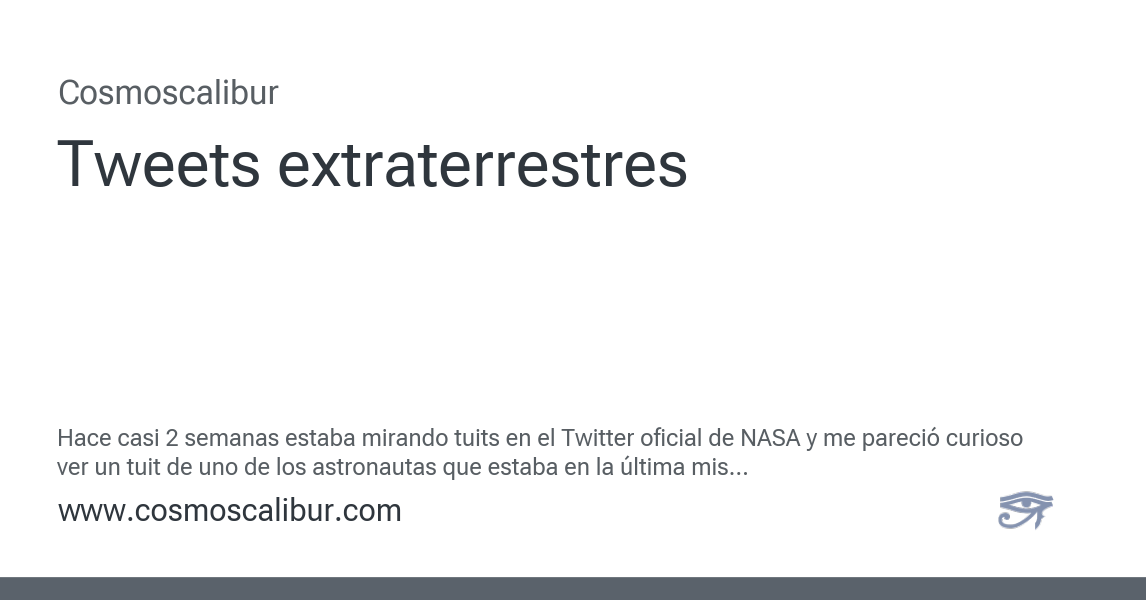 Cosmoscalibur
Tweets extraterrestres
Hace casi 2 semanas estaba mirando tuits en el Twitter oficial de NASA y me pareció curioso
ver un tuit de uno de los astronautas que estaba en la última mis...
www.cosmoscalibur.com